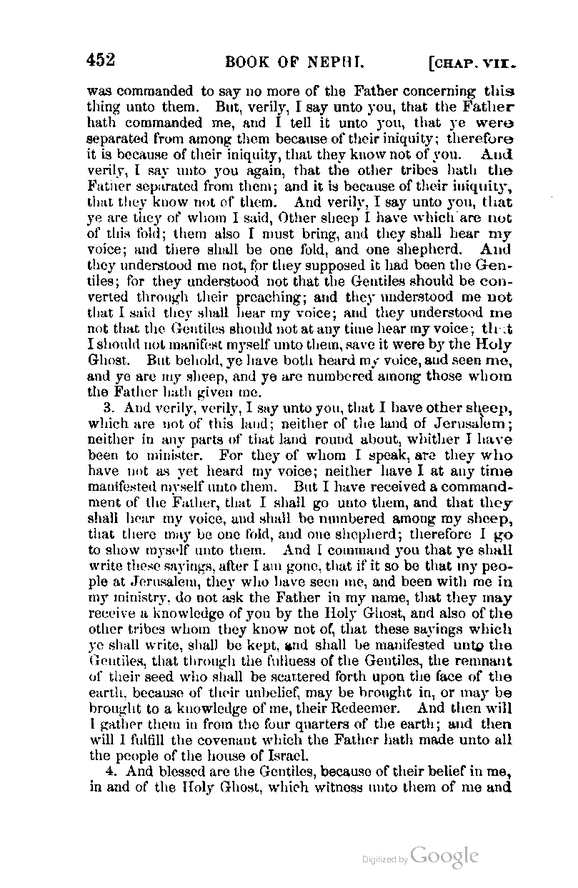 452 BOOK OF NEPHI. [CHAP. VII.
was commanded to say no more of the Father concerning this
thing unto them. But, verily, I say unto you, that the Father
hath commanded me, and I tell it unto you, that ye were
separated from among them because of their iniquity; therefore
it is because of their iniquity, that they know not of you. And
verily, I say unto you again, that the other tribes hath the
Father separated from them; and it is because of their iniquity,
that they know not of them. And verily, I say unto you, that
ye are they of whom I said, Other sheep I have which are not
of this fold; them also I must bring, and they shall hear my
voice; and there shall be one fold, and one shepherd. And
they understood me not, for they supposed it had been the Gen-
tiles; for they understood not that the Gentiles should be con-
verted through their preaching; and they understood me not
that I said they shall hear my voice; and they understood me
not that the Gentiles should not at any time hear my voice; that
I should not manifest myself unto them, save it were by the Holy
Ghost. But behold, ye have both heard my voice, and seen me,
and ye are my sheep, and ye are numbered among those whom
the Father hath given me.
3. And verily, verily, I say unto you, that I have other sheep,
which are not of this land; neither of the land of Jerusalem;
neither in any parts of that land round about, whither I have
been to minister. For they of whom I speak, are they who
have not as yet heard my voice; neither have I at any time
manifested myself unto them. But I have received a command-
ment of the Father, that I shall go unto them, and that they
shall hear my voice, and shall be numbered among my sheep,
that there may be one fold, and one shepherd; therefore I go
to show myself unto them. And I command you that ye shall
write these sayings, after I am gone, that if it so be that my peo-
ple at Jerusalem, they who have seen me, and been with me in
my ministry, do not ask the Father in my name, that they may
receive a knowledge of you by the Holy Ghost, and also of the
other tribes whom they know not of, that these sayings which
ye shall write, shall be kept, and shall be manifested unto the
Gentiles, that through the fullness of the Gentiles, the remnant
of their seed who shall be scattered forth upon the face of the
earth, because of their unbelief, may be brought in, or may be
brought to a knowledge of me, their Redeemer. And then will
I gather them in from the four quarters of the earth; and then
will I fulfill the covenant which the Father hath made unto all
the people of the house of Israel.
4. And blessed are the Gentiles, because of their belief in me,
in and of the Holy Ghost, which witness unto them of me and
Digitized by Google